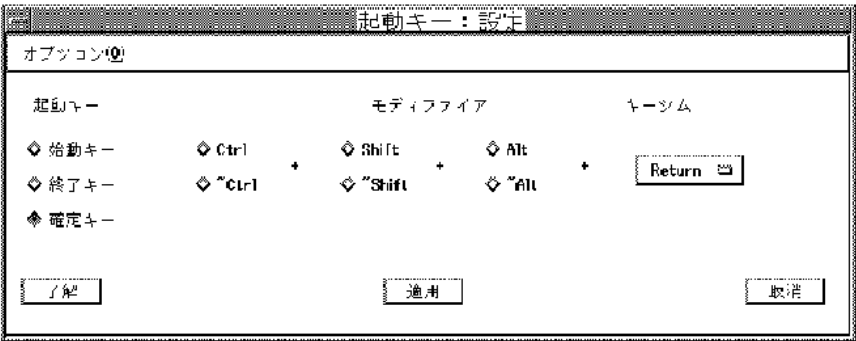 起動キー：設定
オプション(O)
起動キー モディファイア キーシム
始動キー Ctrl Shift Alt
+ + + Return
終了キー ~Ctrl ~Shift ~Alt
確定キー
了解 適用 取消